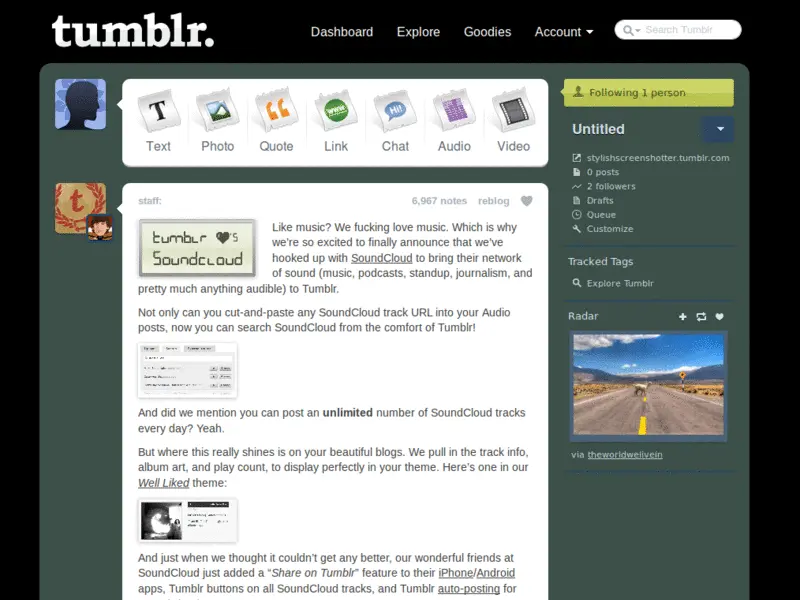 tumblr.
Dashboard
Explore
Goodies
Account
Search Tumblr
T
Text
Photo
Quote
www
Link
Hi!
Chat
Audio
Video
Following 1 person
Untitled
stylishscreenshotter.tumblr.com
0 posts
2 followers
Drafts
Queue
Customize
Tracked Tags
Explore Tumblr
Radar
via theworldwelivein
t
staff:
6,967 notes
reblog
tumblr ♥'s
Soundcloud
Like music? We fucking love music. Which is why
we’re so excited to finally announce that we’ve
hooked up with SoundCloud to bring their network
of sound (music, podcasts, standup, journalism, and
pretty much anything audible) to Tumblr.
Not only can you cut-and-paste any SoundCloud track URL into your Audio
posts, now you can search SoundCloud from the comfort of Tumblr!
And did we mention you can post an unlimited number of SoundCloud tracks
every day? Yeah.
But where this really shines is on your beautiful blogs. We pull in the track info,
album art, and play count, to display perfectly in your theme. Here’s one in our
Well Liked theme:
And just when we thought it couldn’t get any better, our wonderful friends at
SoundCloud just added a “Share on Tumblr” feature to their iPhone/Android
apps, Tumblr buttons on all SoundCloud tracks, and Tumblr auto-posting for